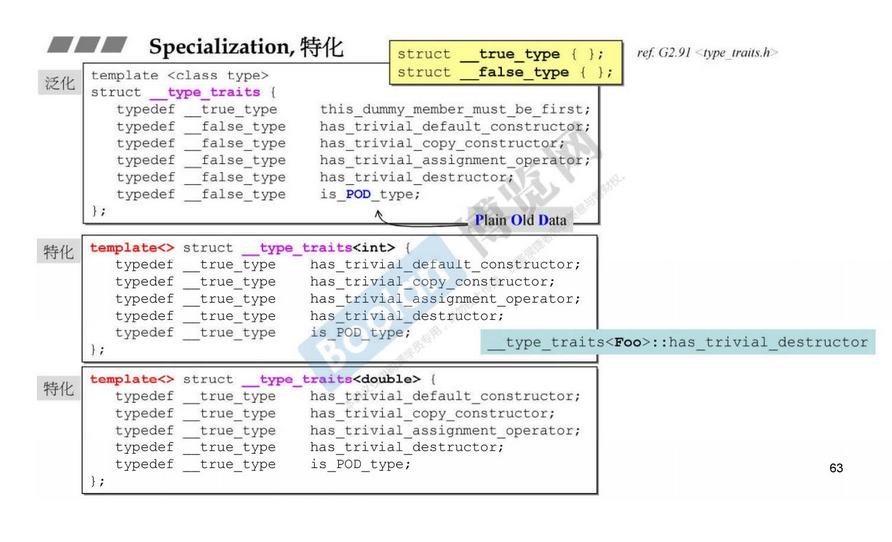 Specialization, 特化
struct __true_type { };
struct __false_type { };
ref. G2.91 <type_traits.h>
泛化
template <class type>
struct __type_traits {
typedef __true_type this_dummy_member_must_be_first;
typedef __false_type has_trivial_default_constructor;
typedef __false_type has_trivial_copy_constructor;
typedef __false_type has_trivial_assignment_operator;
typedef __false_type has_trivial_destructor;
typedef __false_type is_POD_type;
};
Plain Old Data
特化
template<> struct __type_traits<int> {
typedef __true_type has_trivial_default_constructor;
typedef __true_type has_trivial_copy_constructor;
typedef __true_type has_trivial_assignment_operator;
typedef __true_type has_trivial_destructor;
typedef __true_type is_POD_type;
};
__type_traits<Foo>::has_trivial_destructor
特化
template<> struct __type_traits<double> {
typedef __true_type has_trivial_default_constructor;
typedef __true_type has_trivial_copy_constructor;
typedef __true_type has_trivial_assignment_operator;
typedef __true_type has_trivial_destructor;
typedef __true_type is_POD_type;
};
63
Boolan 博览网